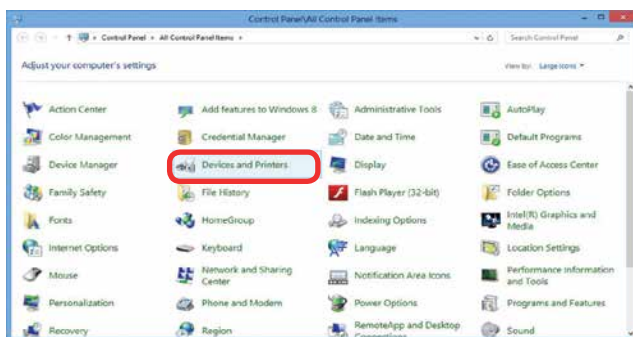 Control Panel\All Control Panel Items
Control Panel ▸ All Control Panel Items ▸
Search Control Panel
Adjust your computer's settings
View by: Large icons
Action Center
Add features to Windows 8
Administrative Tools
AutoPlay
Color Management
Credential Manager
Date and Time
Default Programs
Device Manager
Devices and Printers
Display
Ease of Access Center
Family Safety
File History
Flash Player (32-bit)
Folder Options
Fonts
HomeGroup
Indexing Options
Intel(R) Graphics and
Media
Internet Options
Keyboard
Language
Location Settings
Mouse
Network and Sharing
Center
Notification Area Icons
Performance Information
and Tools
Personalization
Phone and Modem
Power Options
Programs and Features
Recovery
Region
RemoteApp and Desktop
Connections
Sound